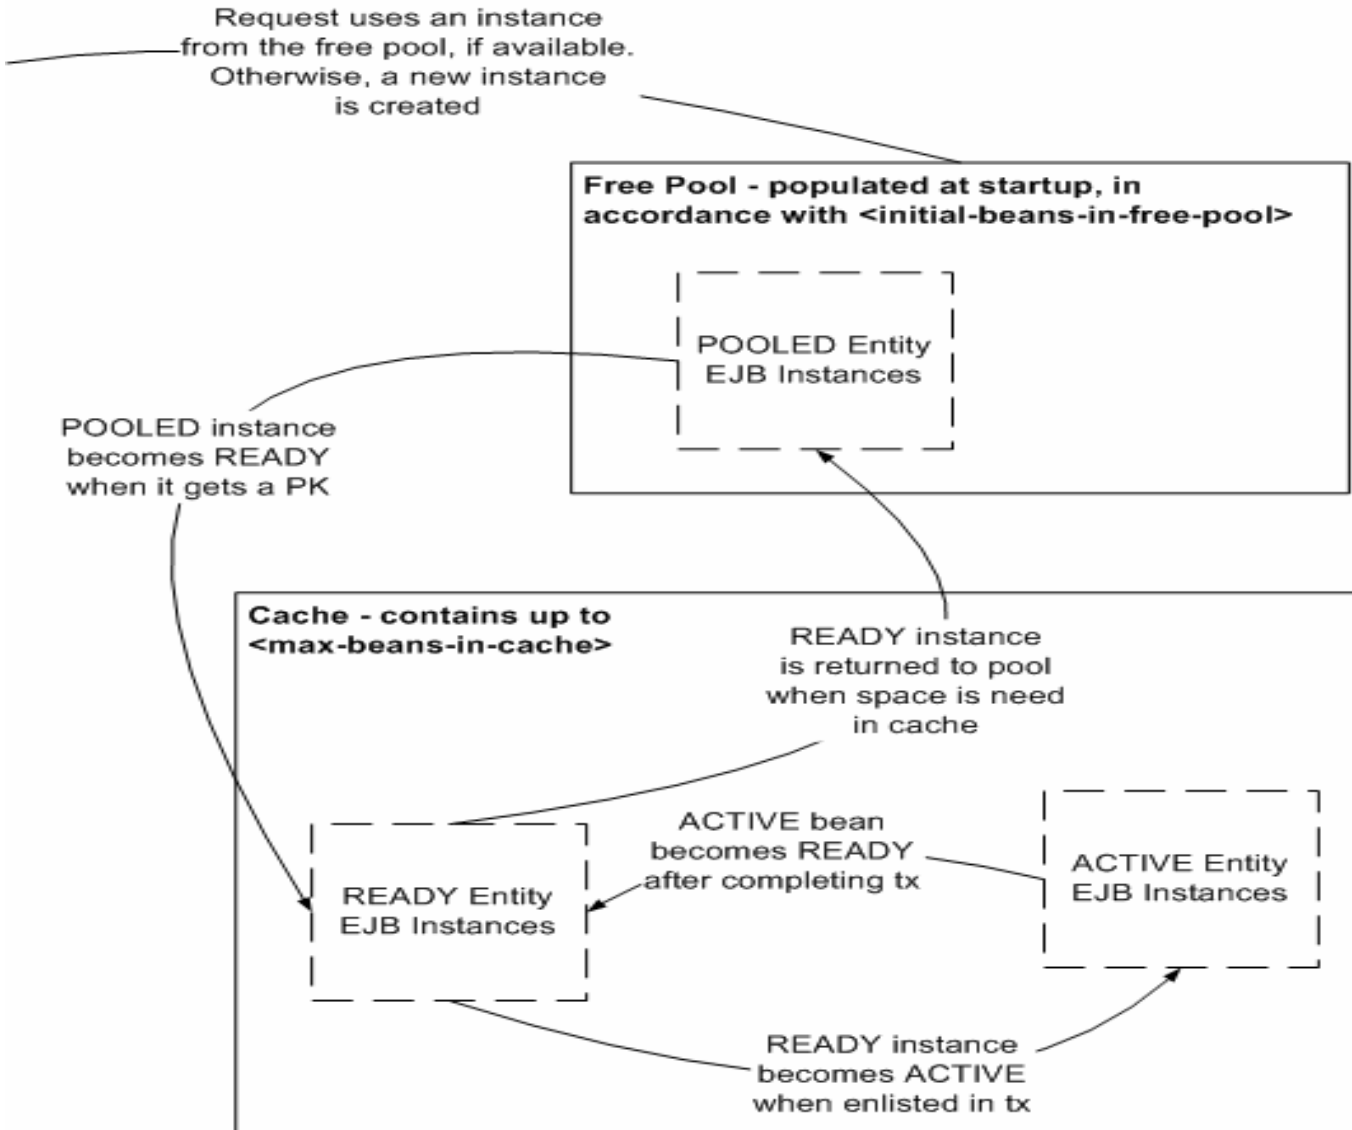 Request uses an instance
from the free pool, if available.
Otherwise, a new instance
is created
Free Pool - populated at startup, in
accordance with <initial-beans-in-free-pool>
POOLED Entity
EJB Instances
POOLED instance
becomes READY
when it gets a PK
Cache - contains up to
<max-beans-in-cache>
READY instance
is returned to pool
when space is need
in cache
ACTIVE bean
becomes READY
after completing tx
ACTIVE Entity
EJB Instances
READY Entity
EJB Instances
READY instance
becomes ACTIVE
when enlisted in tx